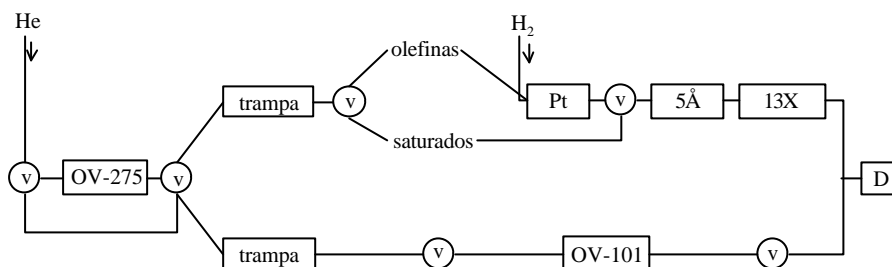 He
H2
olefinas
trampa
v
Pt
v
5Å
13X
saturados
v
OV-275
v
D
trampa
v
OV-101
v